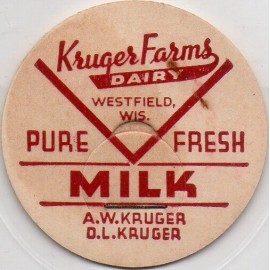 Kruger Farms
DAIRY
WESTFIELD,
WIS.
PURE FRESH
MILK
A.W.KRUGER
O.L.KRUGER